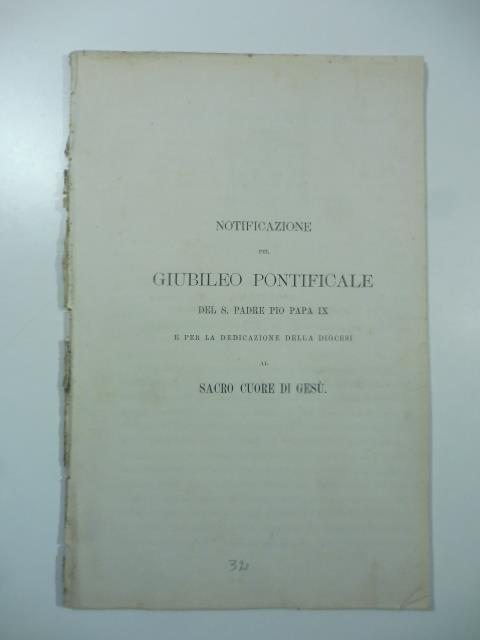 NOTIFICAZIONE
PEL
GIUBILEO PONTIFICALE
DEL S. PADRE PIO PAPA IX
E PER LA DEDICAZIONE DELLA DIOCESI
AL
SACRO CUORE DI GESÙ.
32